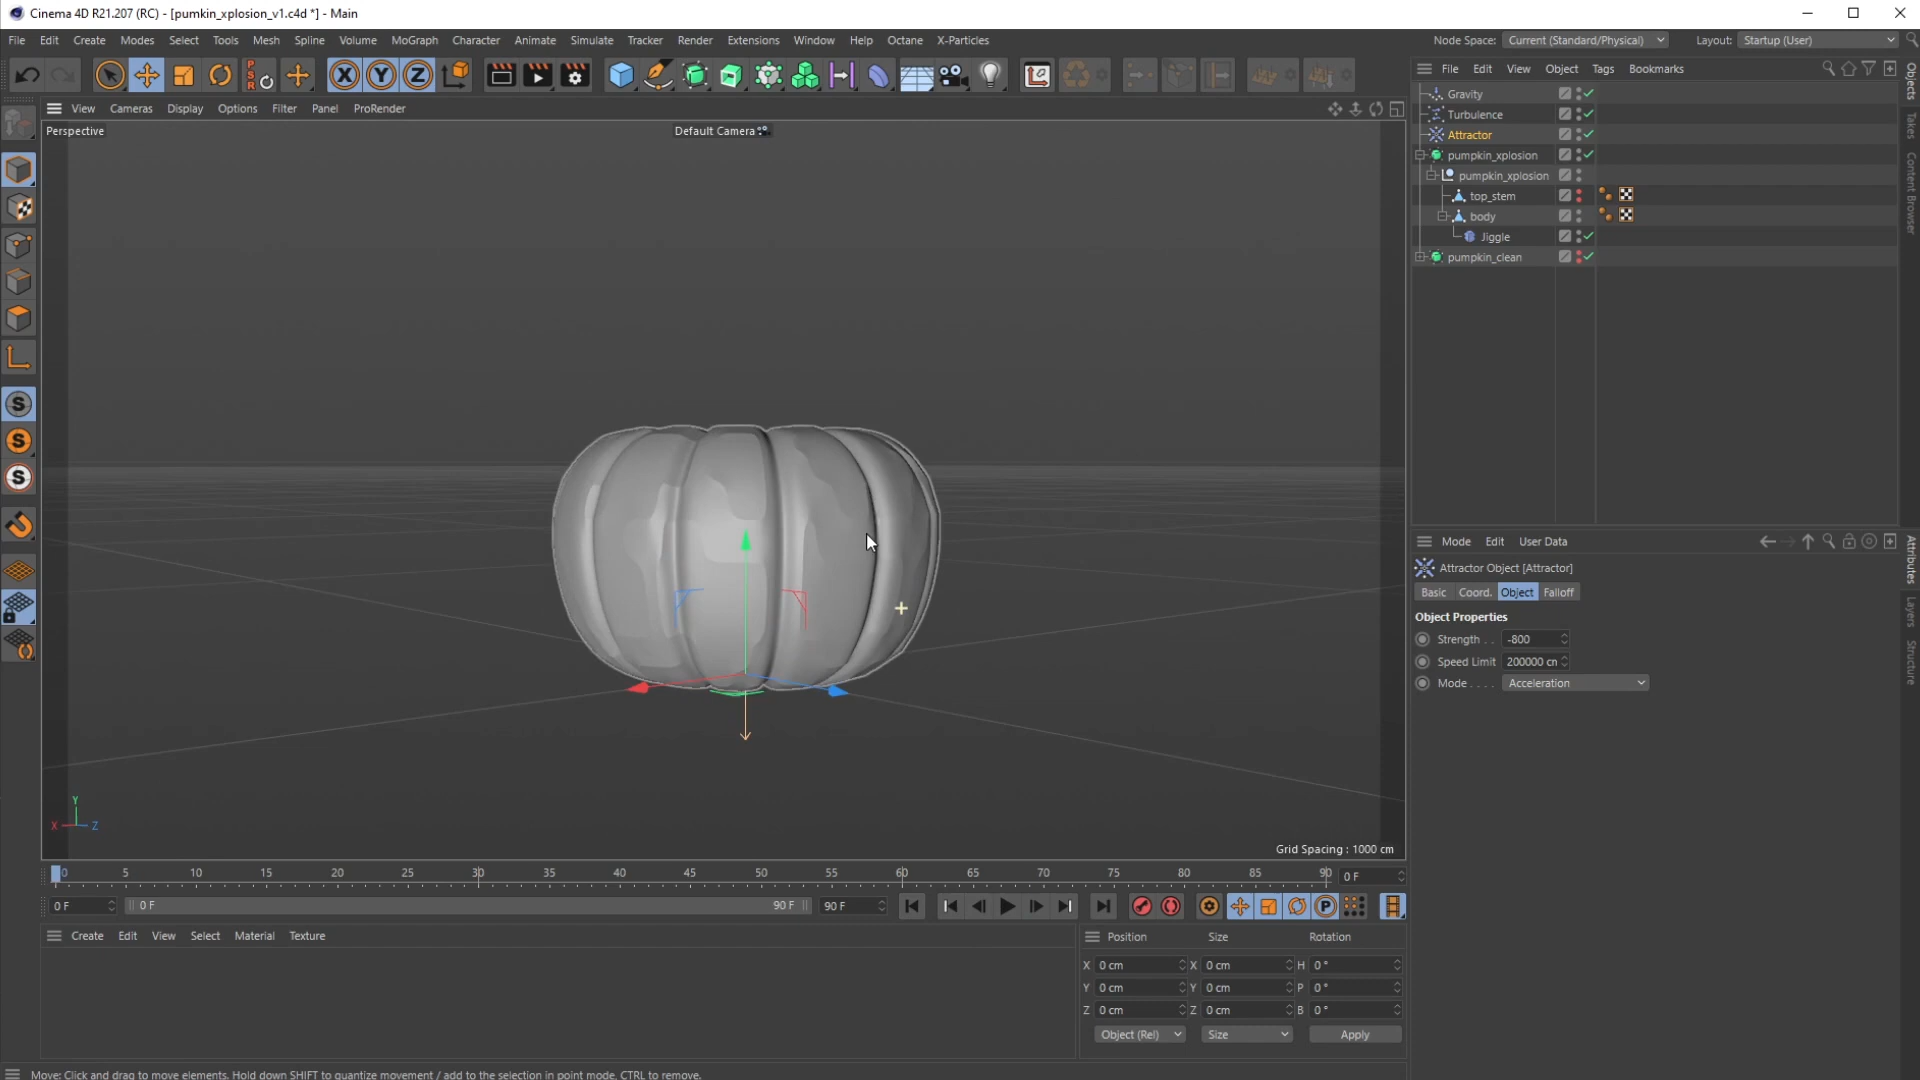 Cinema 4D R21.207 (RC) - [pumkin_xplosion_v1.c4d *] - Main
File Edit Create Modes Select Tools Mesh Spline Volume MoGraph Character Animate Simulate Tracker Render Extensions Window Help Octane X-Particles
Node Space: Current (Standard/Physical) Layout: Startup (User)
View Cameras Display Options Filter Panel ProRender
Perspective
Default Camera
Grid Spacing : 1000 cm
X Y Z
Y
X Z
File Edit View Object Tags Bookmarks
Gravity
Turbulence
Attractor
pumpkin_xplosion
pumpkin_xplosion
top_stem
body
Jiggle
pumpkin_clean
Objects
Takes
Content Browser
Mode Edit User Data
Attractor Object [Attractor]
Basic Coord. Object Falloff
Object Properties
Strength . . -800
Speed Limit 200000 cn
Mode . . . . Acceleration
Attributes
Layers
Structure
P
S
R
S
S
S
0 5 10 15 20 25 30 35 40 45 50 55 60 65 70 75 80 85 90 0 F
0 F 0 F 90 F 90 F
P
Create Edit View Select Material Texture
Position Size Rotation
X 0 cm X 0 cm H 0 °
Y 0 cm Y 0 cm P 0 °
Z 0 cm Z 0 cm B 0 °
Object (Rel) Size Apply
Move: Click and drag to move elements. Hold down SHIFT to quantize movement / add to the selection in point mode, CTRL to remove.